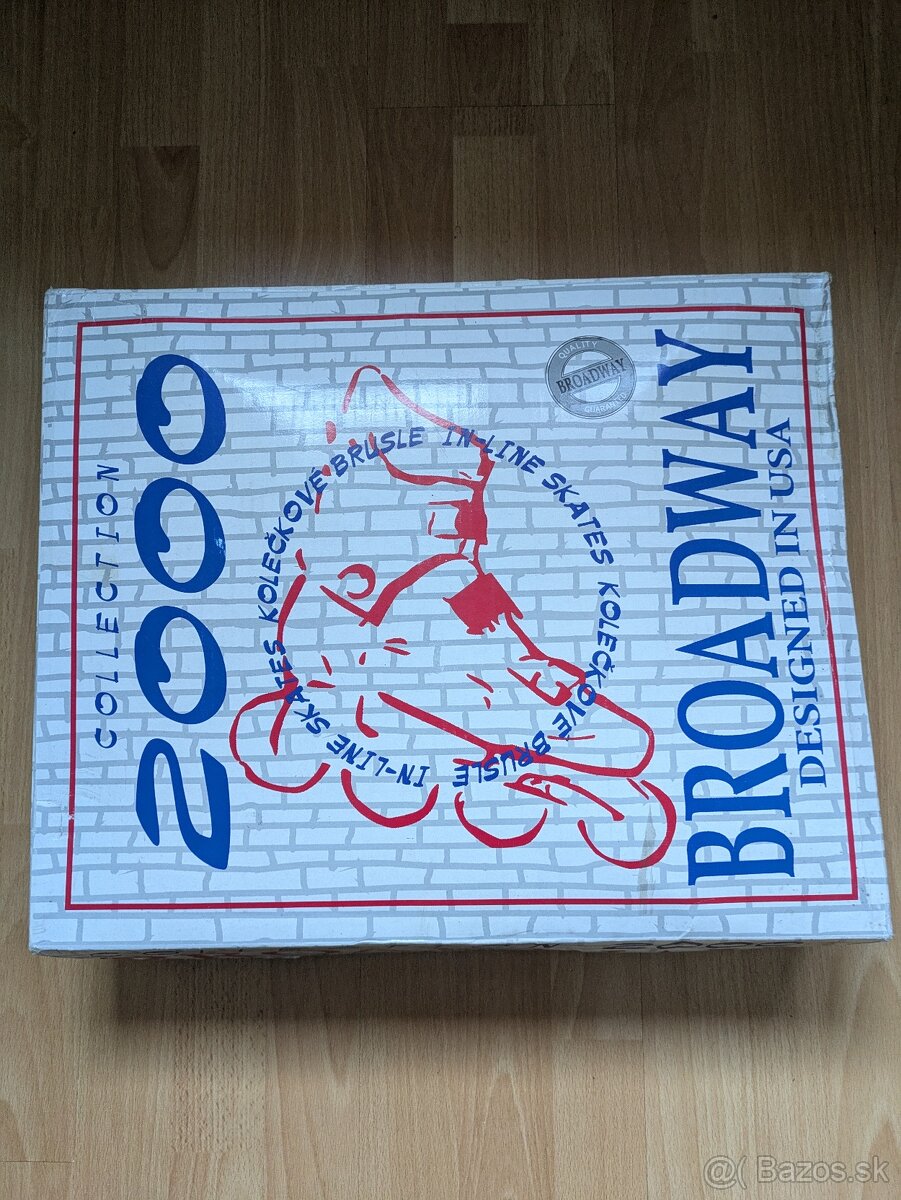 COLLECTION
2000
IN-LINE SKATES KOLEČKOVÉ BRUSLE IN-LINE SKATES KOLEČKOVÉ BRUSLE
QUALITY
BROADWAY
BROADWAY
DESIGNED IN USA
@( Bazos.sk